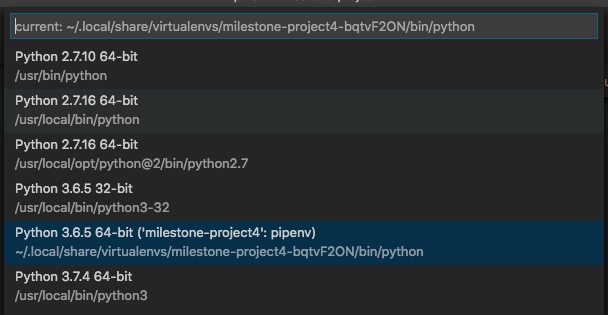 current: ~/.local/share/virtualenvs/milestone-project4-bqtvF2ON/bin/python
Python 2.7.10 64-bit
/usr/bin/python
Python 2.7.16 64-bit
/usr/local/bin/python
Python 2.7.16 64-bit
/usr/local/opt/python@2/bin/python2.7
Python 3.6.5 32-bit
/usr/local/bin/python3-32
Python 3.6.5 64-bit ('milestone-project4': pipenv)
~/.local/share/virtualenvs/milestone-project4-bqtvF2ON/bin/python
Python 3.7.4 64-bit
/usr/local/bin/python3